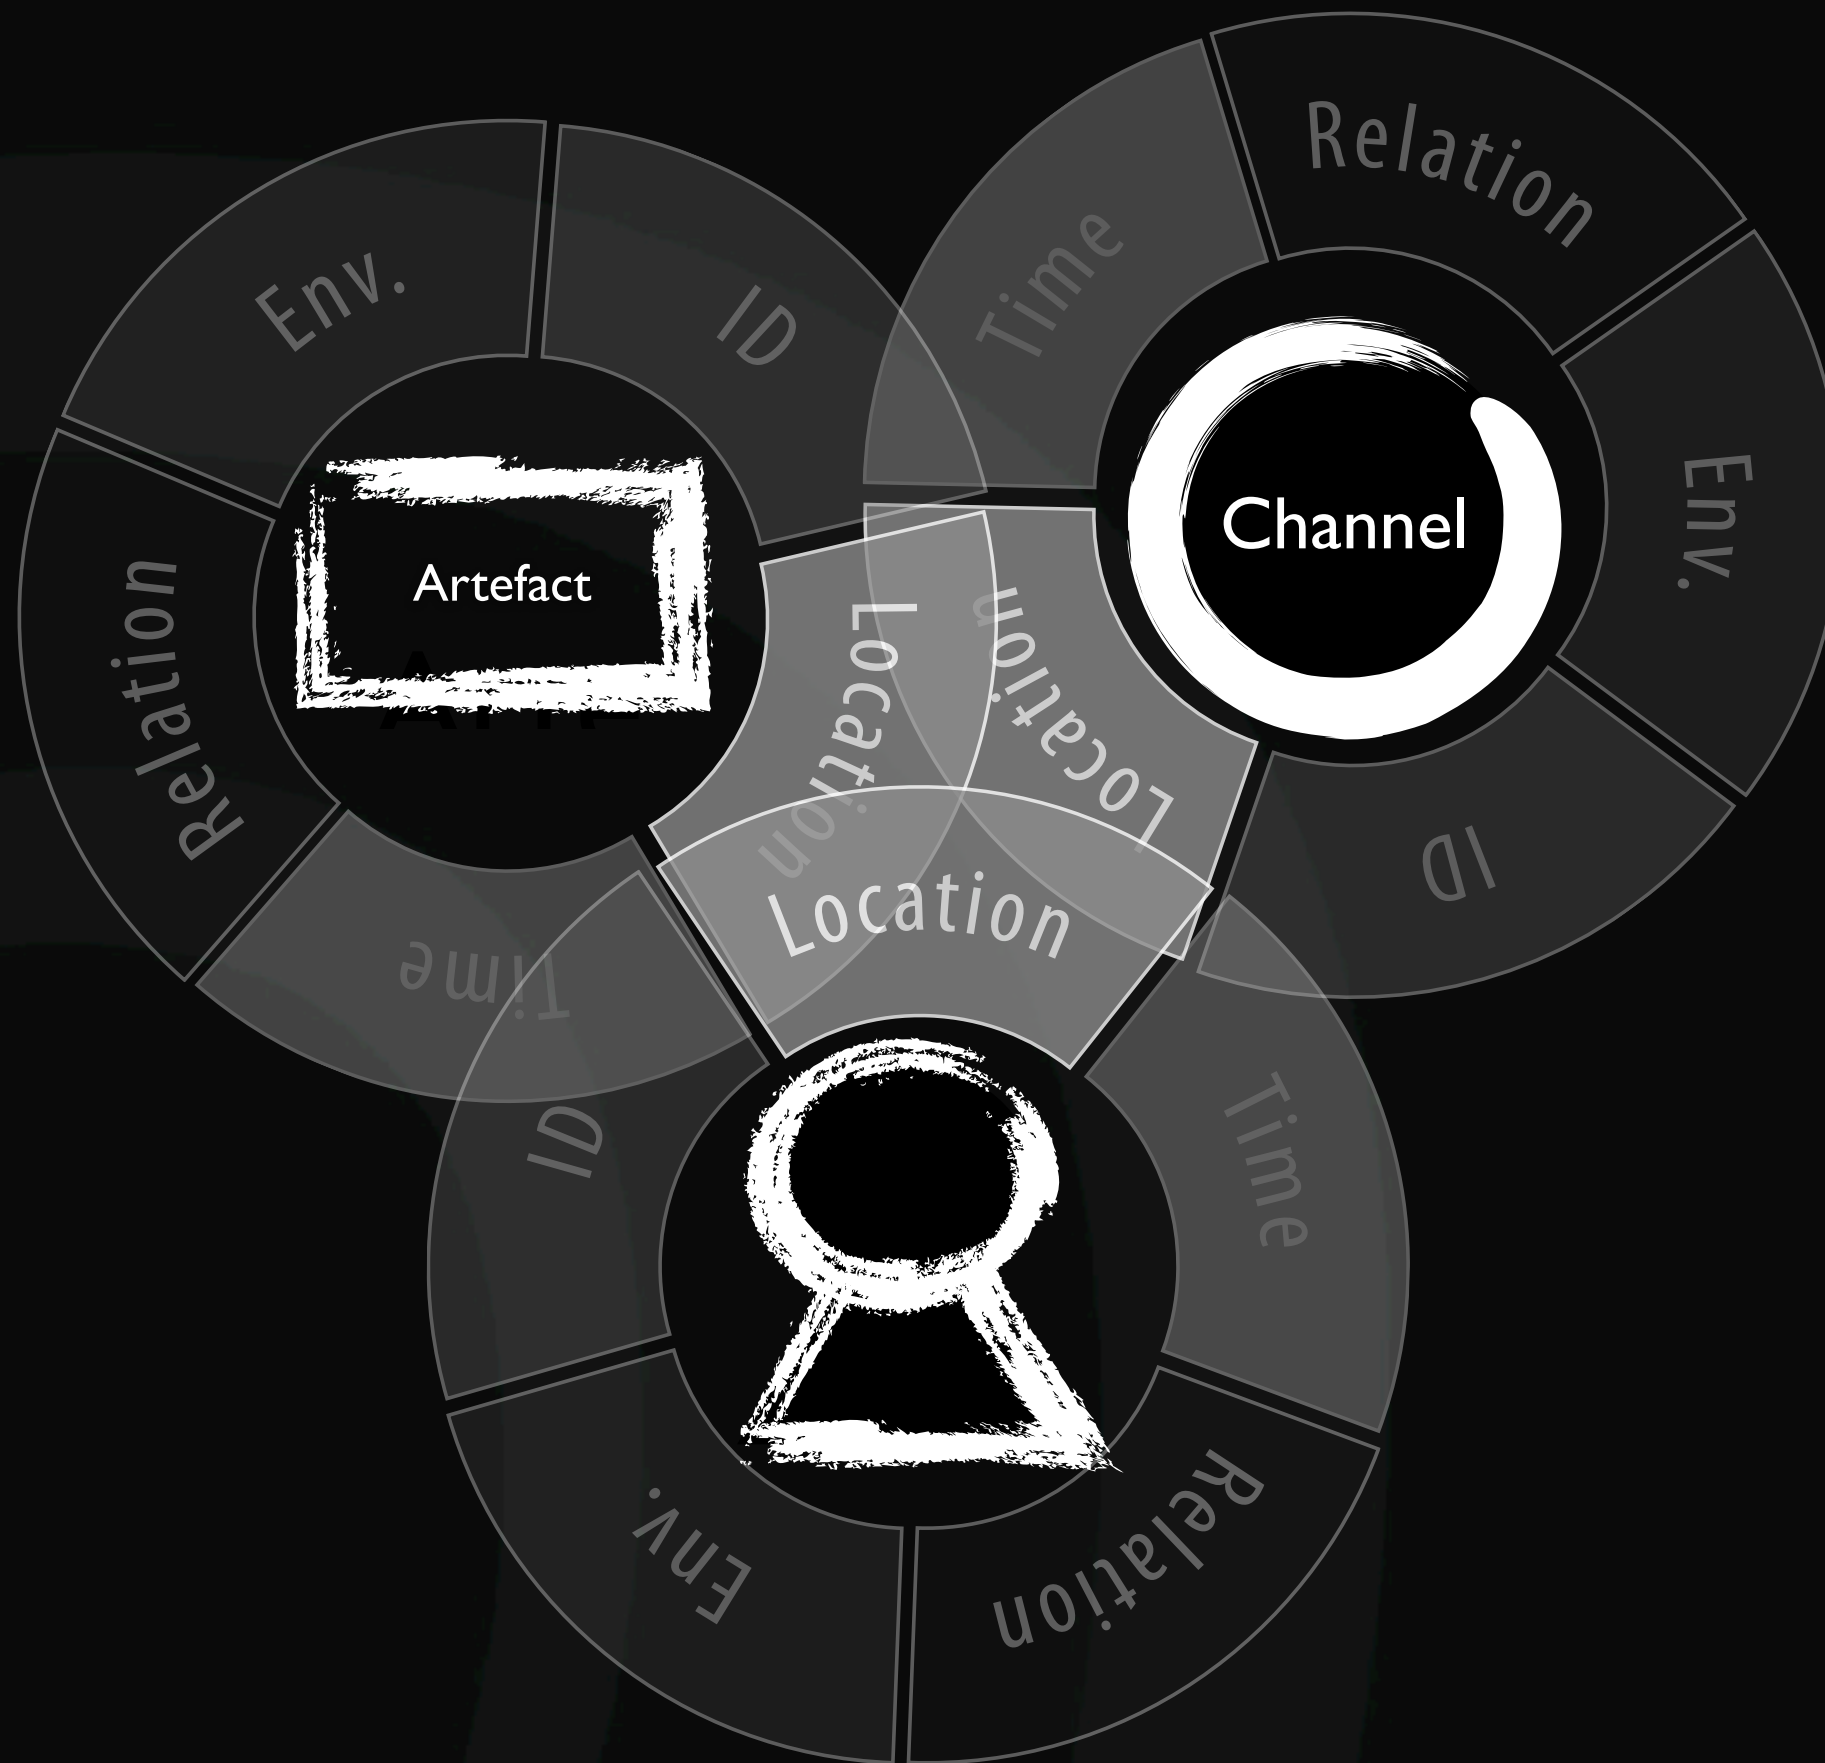 Relation
Time
Env.
ID
Env.
Channel
Artefact
Location
Location
Relation
ID
Location
Time
ID
Time
Env.
Relation